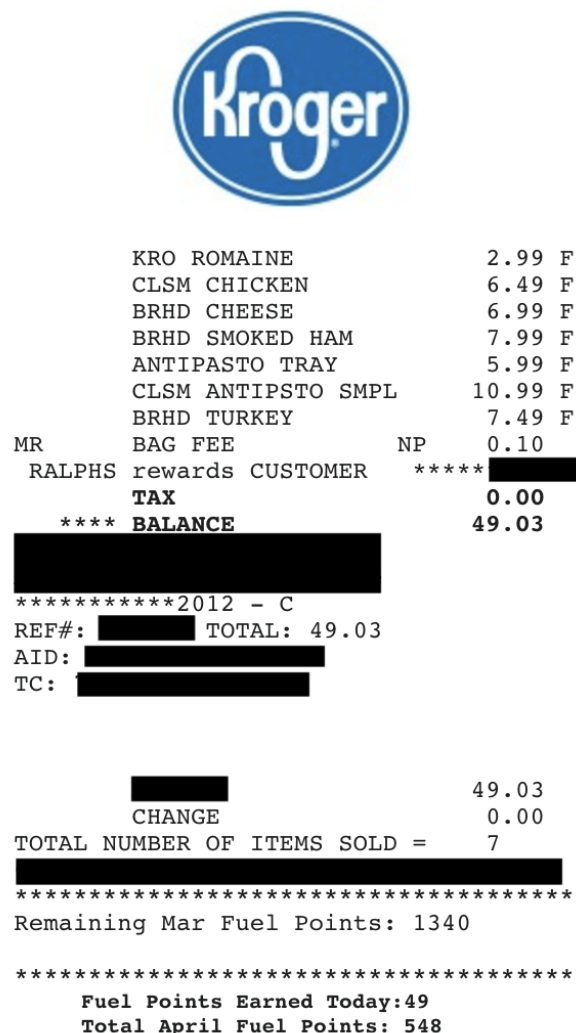 Kroger
KRO ROMAINE 2.99 F
CLSM CHICKEN 6.49 F
BRHD CHEESE 6.99 F
BRHD SMOKED HAM 7.99 F
ANTIPASTO TRAY 5.99 F
CLSM ANTIPSTO SMPL 10.99 F
BRHD TURKEY 7.49 F
MR BAG FEE NP 0.10
RALPHS rewards CUSTOMER *****
TAX 0.00
**** BALANCE 49.03
***********2012 - C
REF#: TOTAL: 49.03
AID:
TC:
49.03
CHANGE 0.00
TOTAL NUMBER OF ITEMS SOLD = 7
**************************************
Remaining Mar Fuel Points: 1340
**************************************
Fuel Points Earned Today:49
Total April Fuel Points: 548